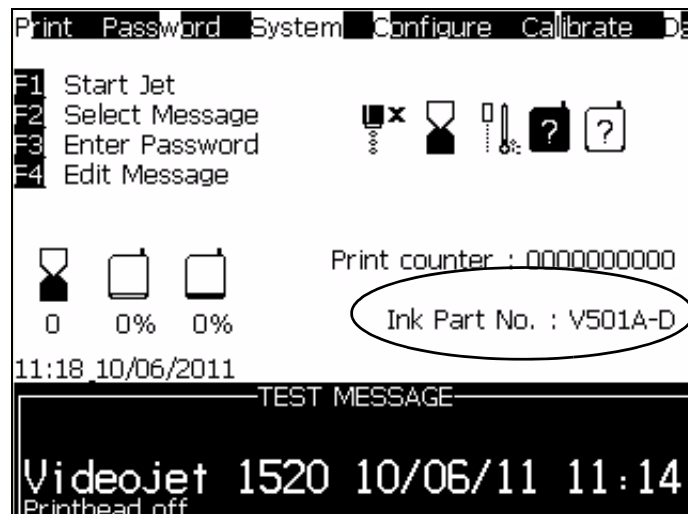 Print Password System Configure Calibrate
F1 Start Jet
F2 Select Message
F3 Enter Password
F4 Edit Message
? ?
Print counter : 0000000000
Ink Part No. : V501A-D
0 0% 0%
11:18 10/06/2011
TEST MESSAGE
Videojet 1520 10/06/11 11:14
Printhead off